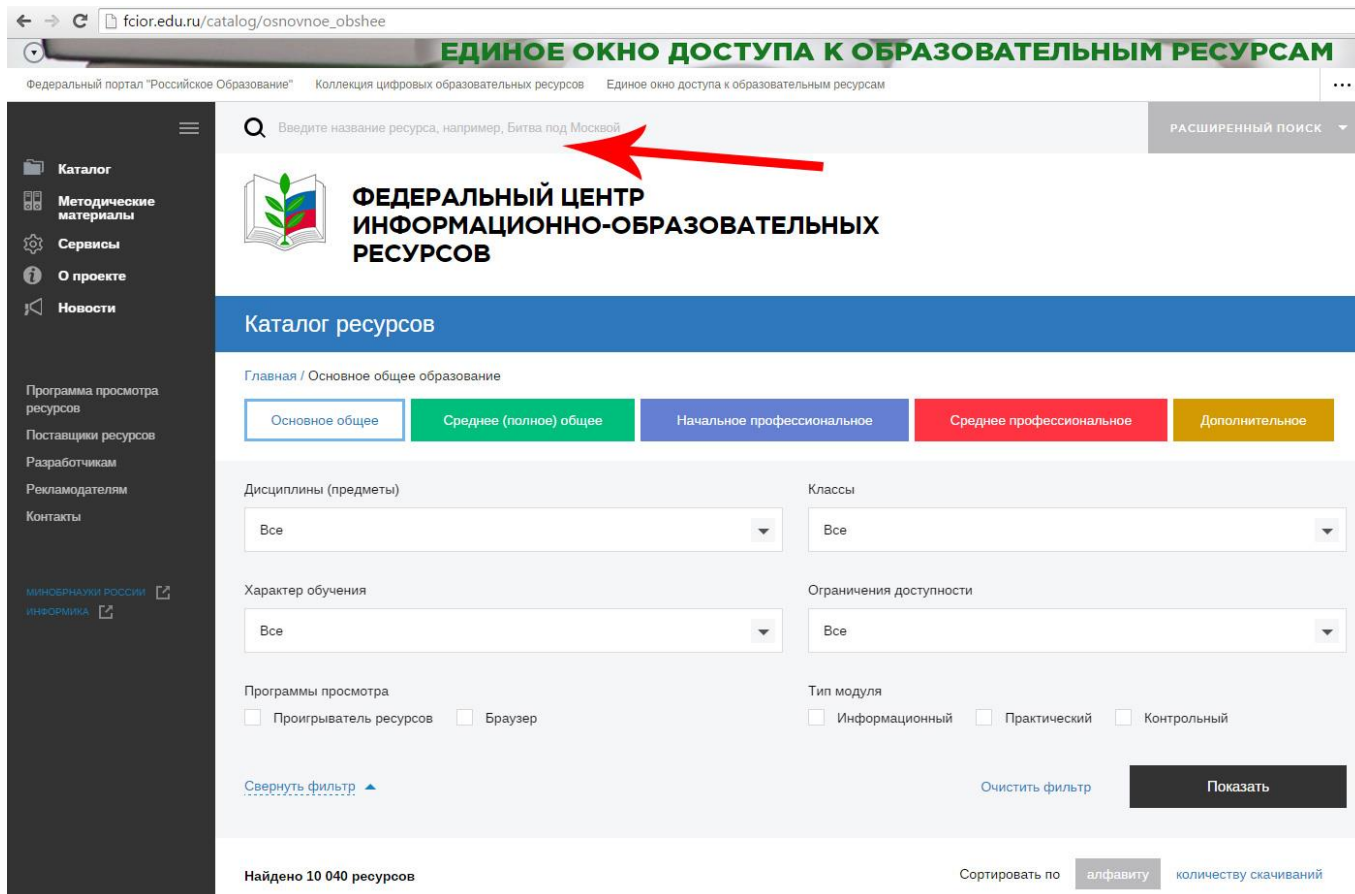 fcior.edu.ru/catalog/osnovnoe_obshee
ЕДИНОЕ ОКНО ДОСТУПА К ОБРАЗОВАТЕЛЬНЫМ РЕСУРСАМ
Федеральный портал "Российское Образование" Коллекция цифровых образовательных ресурсов Единое окно доступа к образовательным ресурсам ...
Введите название ресурса, например, Битва под Москвой
РАСШИРЕННЫЙ ПОИСК
Каталог
Методические
материалы
Сервисы
О проекте
Новости
Программа просмотра
ресурсов
Поставщики ресурсов
Разработчикам
Рекламодателям
Контакты
МИНОБРНАУКИ РОССИИ
ИНФОРМИКА
ФЕДЕРАЛЬНЫЙ ЦЕНТР
ИНФОРМАЦИОННО-ОБРАЗОВАТЕЛЬНЫХ
РЕСУРСОВ
Каталог ресурсов
Главная / Основное общее образование
Основное общее Среднее (полное) общее Начальное профессиональное Среднее профессиональное Дополнительное
Дисциплины (предметы) Классы
Все Все
Характер обучения Ограничения доступности
Все Все
Программы просмотра Тип модуля
Проигрыватель ресурсов Браузер Информационный Практический Контрольный
Свернуть фильтр Очистить фильтр Показать
Найдено 10 040 ресурсов Сортировать по алфавиту количеству скачиваний